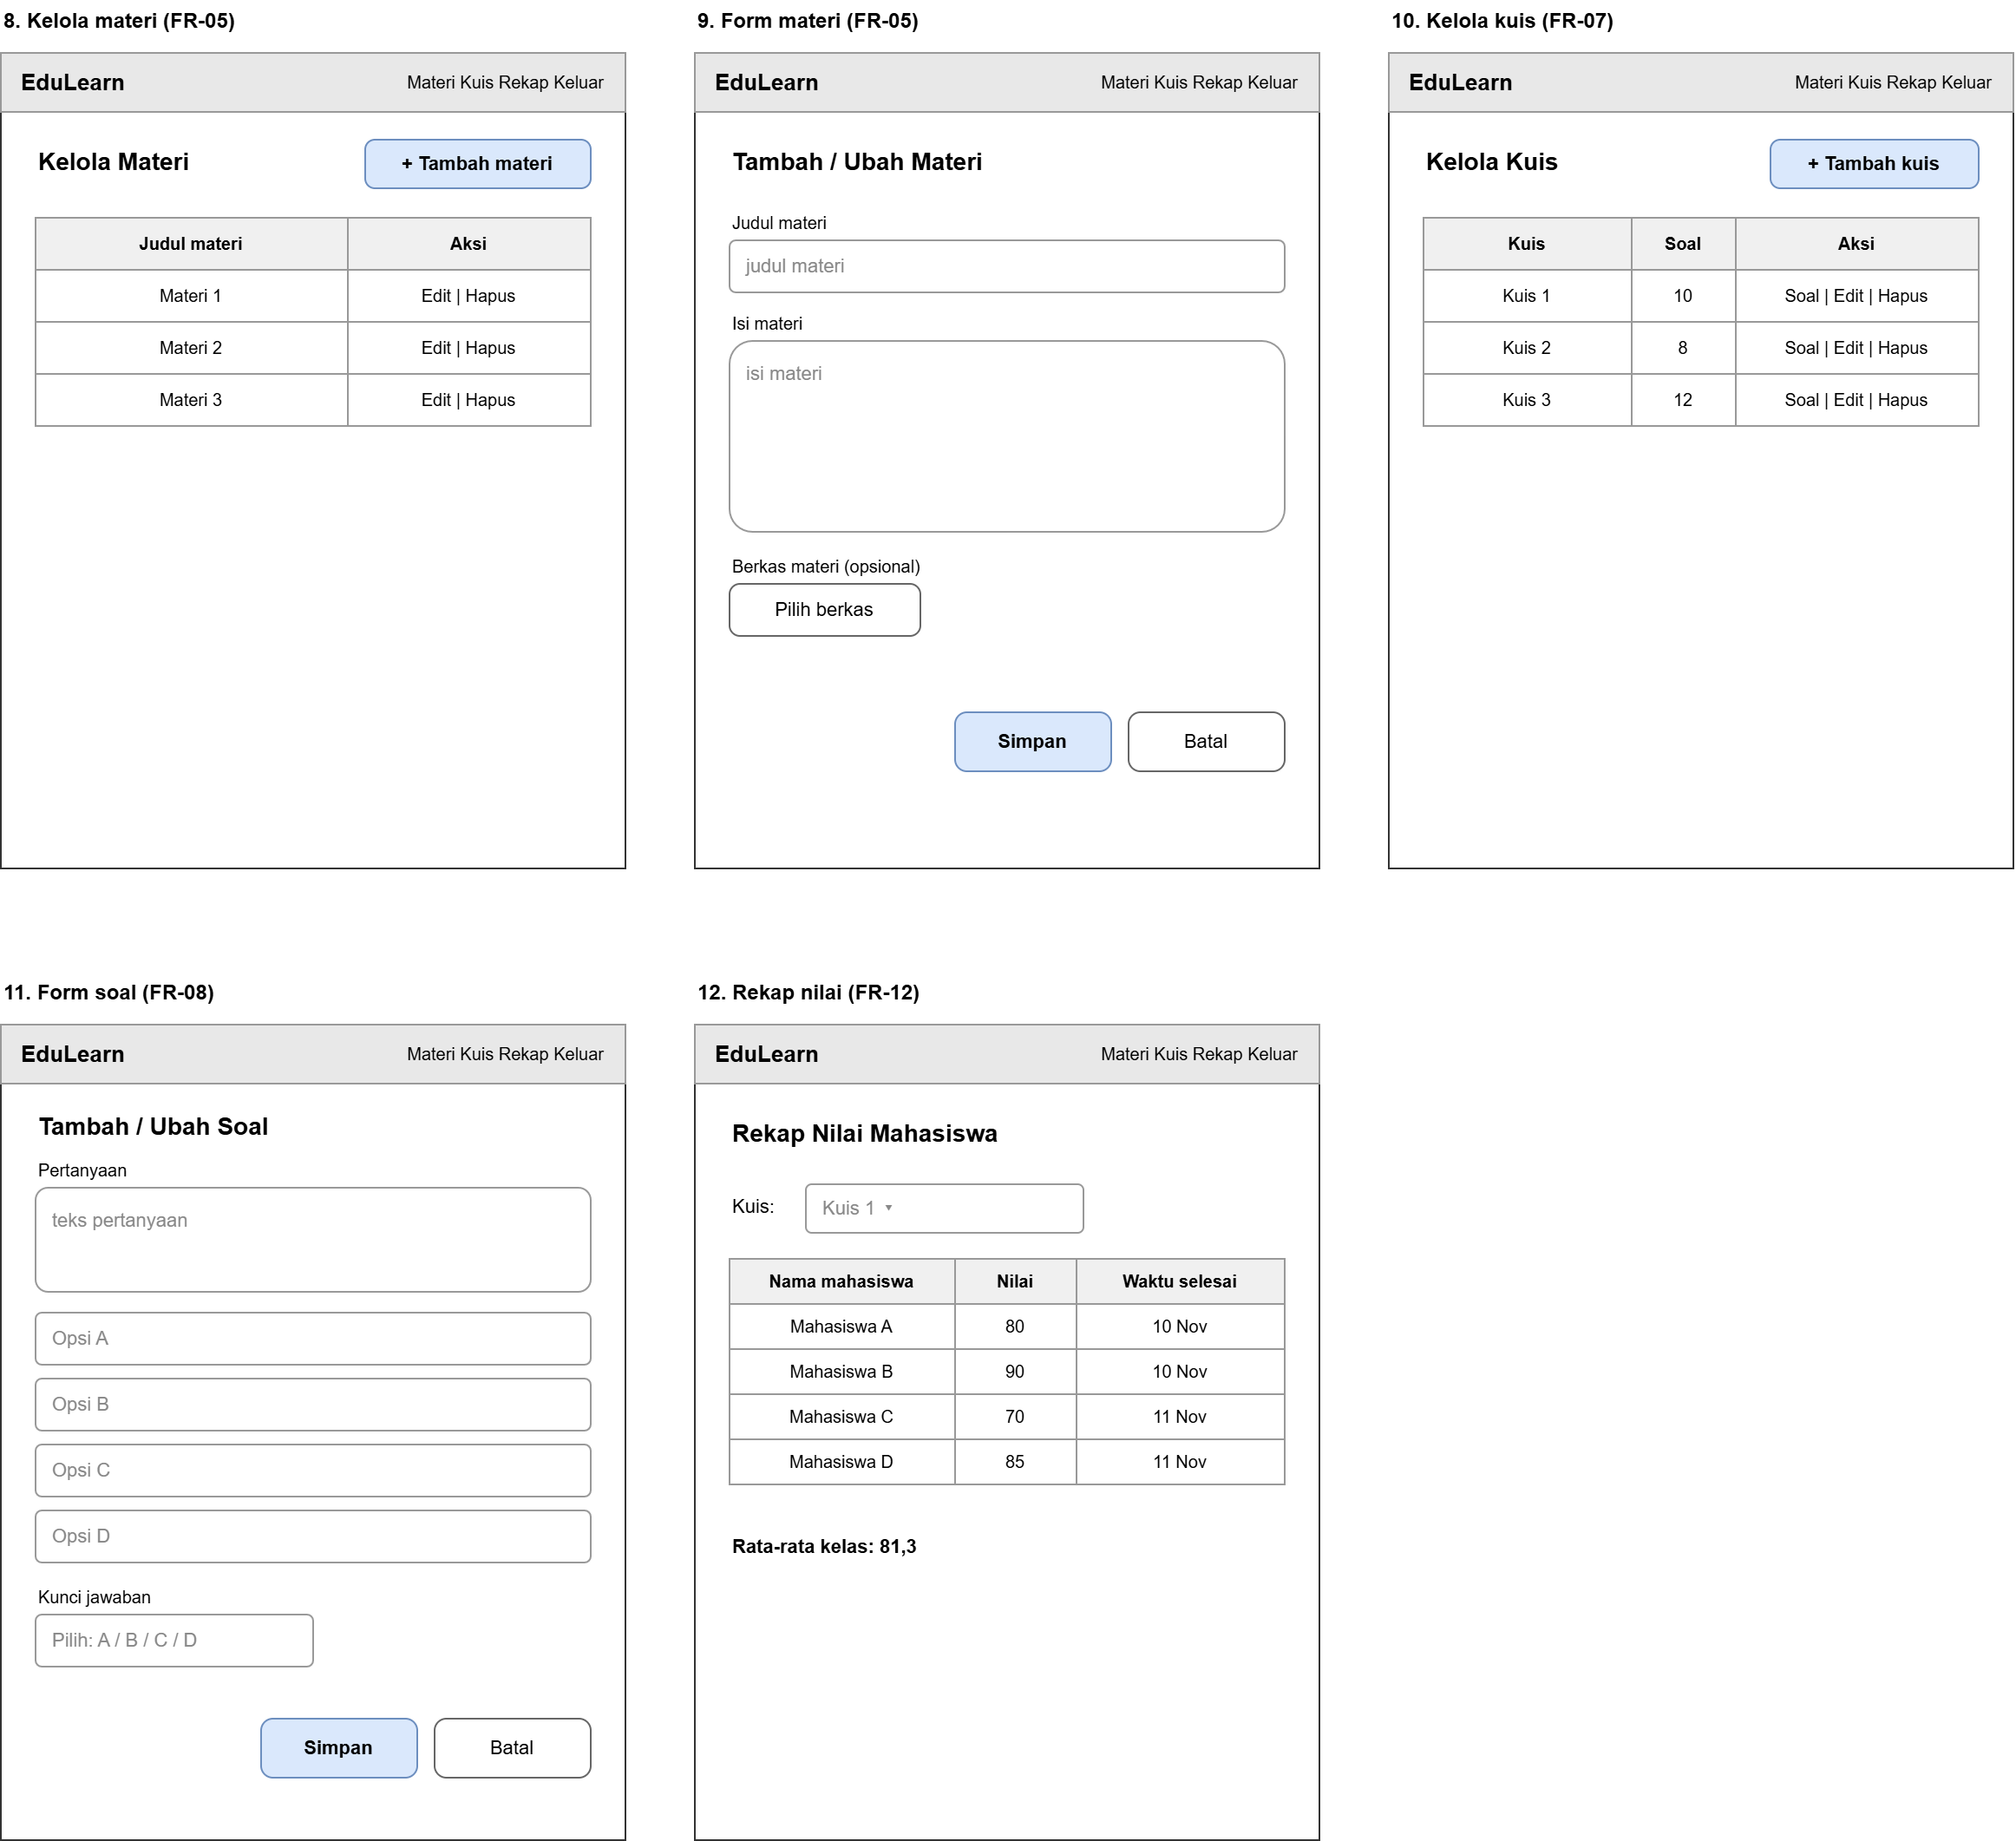 8. Kelola materi (FR-05)
EduLearn
Materi Kuis Rekap Keluar
Kelola Materi
+ Tambah materi
Judul materi Aksi
Materi 1 Edit | Hapus
Materi 2 Edit | Hapus
Materi 3 Edit | Hapus
9. Form materi (FR-05)
EduLearn
Materi Kuis Rekap Keluar
Tambah / Ubah Materi
Judul materi
judul materi
Isi materi
isi materi
Berkas materi (opsional)
Pilih berkas
Simpan
Batal
10. Kelola kuis (FR-07)
EduLearn
Materi Kuis Rekap Keluar
Kelola Kuis
+ Tambah kuis
Kuis Soal Aksi
Kuis 1 10 Soal | Edit | Hapus
Kuis 2 8 Soal | Edit | Hapus
Kuis 3 12 Soal | Edit | Hapus
11. Form soal (FR-08)
EduLearn
Materi Kuis Rekap Keluar
Tambah / Ubah Soal
Pertanyaan
teks pertanyaan
Opsi A
Opsi B
Opsi C
Opsi D
Kunci jawaban
Pilih: A / B / C / D
Simpan
Batal
12. Rekap nilai (FR-12)
EduLearn
Materi Kuis Rekap Keluar
Rekap Nilai Mahasiswa
Kuis: Kuis 1 ▾
Nama mahasiswa Nilai Waktu selesai
Mahasiswa A 80 10 Nov
Mahasiswa B 90 10 Nov
Mahasiswa C 70 11 Nov
Mahasiswa D 85 11 Nov
Rata-rata kelas: 81,3